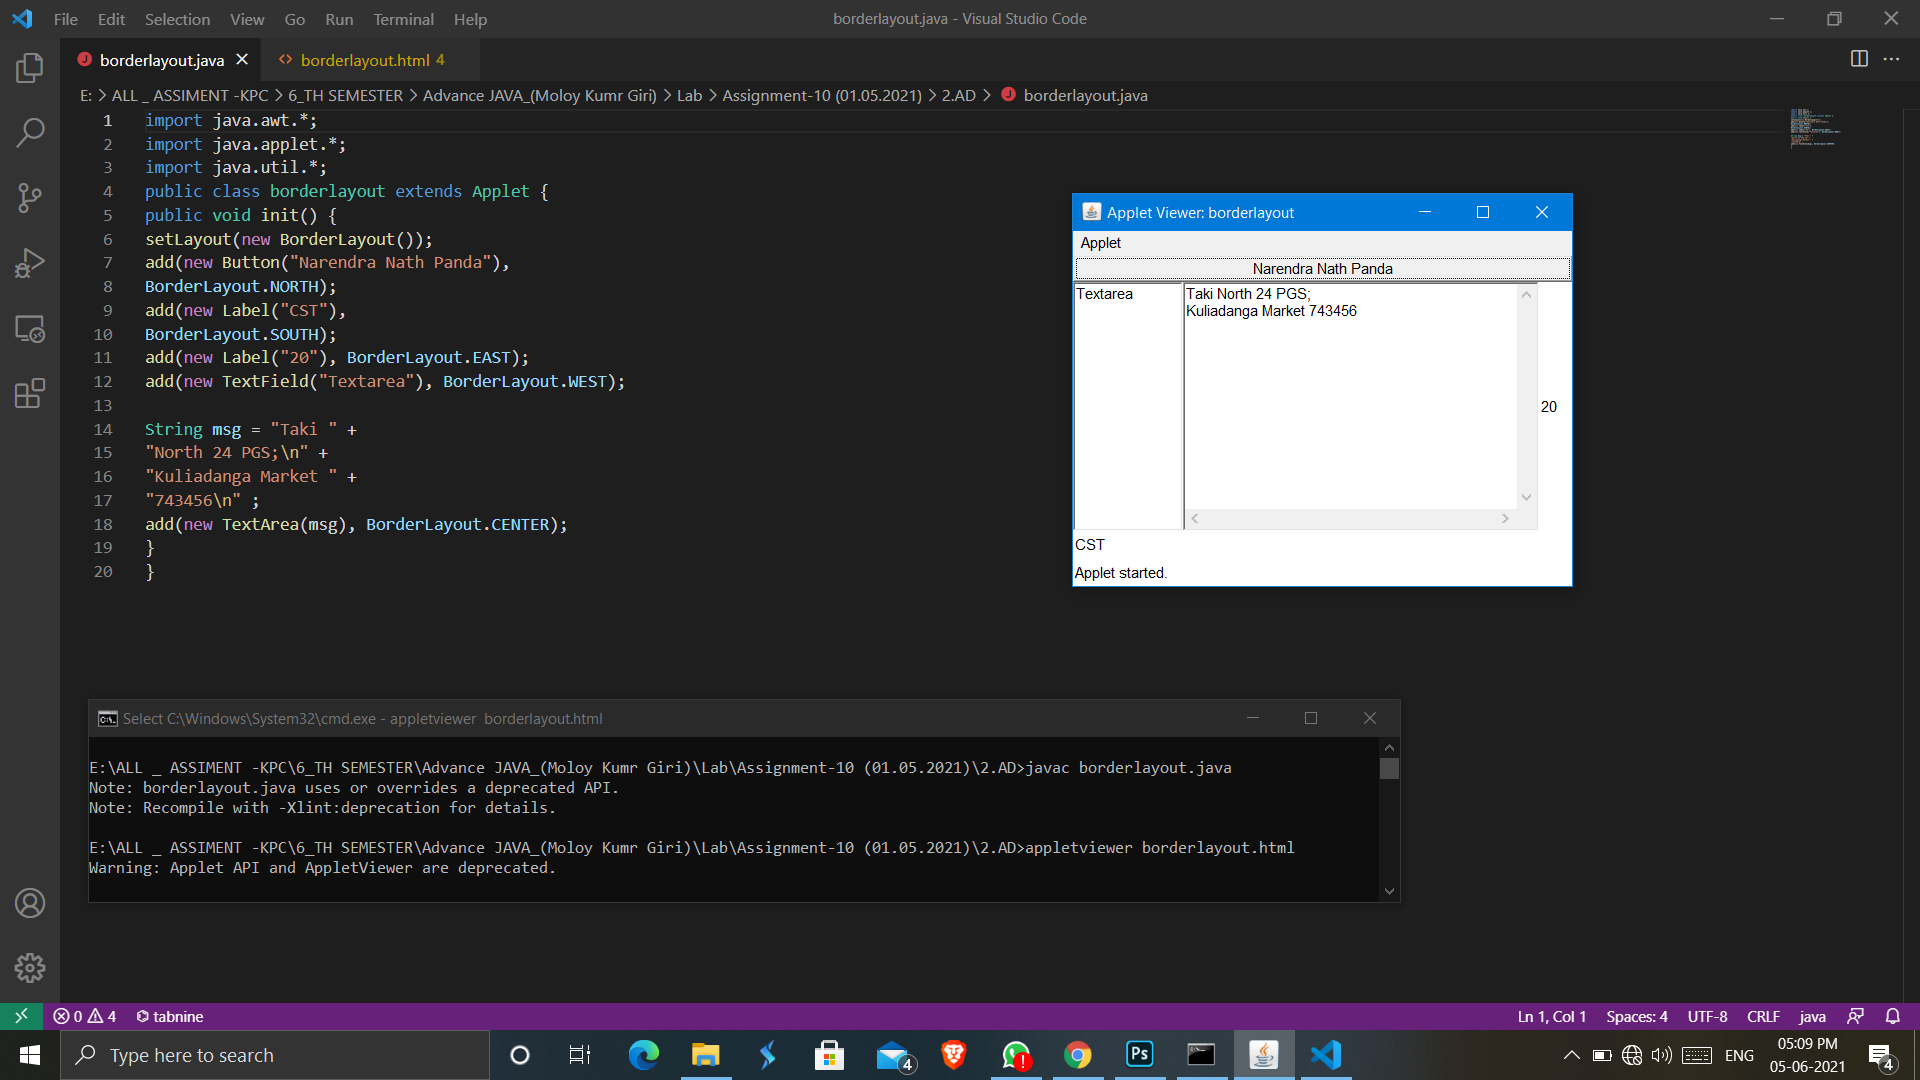 File Edit Selection View Go Run Terminal Help
borderlayout.java - Visual Studio Code
borderlayout.java
borderlayout.html 4
E: > ALL _ ASSIMENT -KPC > 6_TH SEMESTER > Advance JAVA_(Moloy Kumr Giri) > Lab > Assignment-10 (01.05.2021) > 2.AD > borderlayout.java
1 import java.awt.*;
2 import java.applet.*;
3 import java.util.*;
4 public class borderlayout extends Applet {
5 public void init() {
6 setLayout(new BorderLayout());
7 add(new Button("Narendra Nath Panda"),
8 BorderLayout.NORTH);
9 add(new Label("CST"),
10 BorderLayout.SOUTH);
11 add(new Label("20"), BorderLayout.EAST);
12 add(new TextField("Textarea"), BorderLayout.WEST);
13
14 String msg = "Taki " +
15 "North 24 PGS;\n" +
16 "Kuliadanga Market " +
17 "743456\n" ;
18 add(new TextArea(msg), BorderLayout.CENTER);
19 }
20 }
Applet Viewer: borderlayout
Applet
Narendra Nath Panda
Textarea
Taki North 24 PGS;
Kuliadanga Market 743456
20
CST
Applet started.
Select C:\Windows\System32\cmd.exe - appletviewer  borderlayout.html
E:\ALL _ ASSIMENT -KPC\6_TH SEMESTER\Advance JAVA_(Moloy Kumr Giri)\Lab\Assignment-10 (01.05.2021)\2.AD>javac borderlayout.java
Note: borderlayout.java uses or overrides a deprecated API.
Note: Recompile with -Xlint:deprecation for details.
E:\ALL _ ASSIMENT -KPC\6_TH SEMESTER\Advance JAVA_(Moloy Kumr Giri)\Lab\Assignment-10 (01.05.2021)\2.AD>appletviewer borderlayout.html
Warning: Applet API and AppletViewer are deprecated.
0 4 tabnine
Ln 1, Col 1 Spaces: 4 UTF-8 CRLF java
Type here to search
4
Ps
ENG
05:09 PM
05-06-2021
4